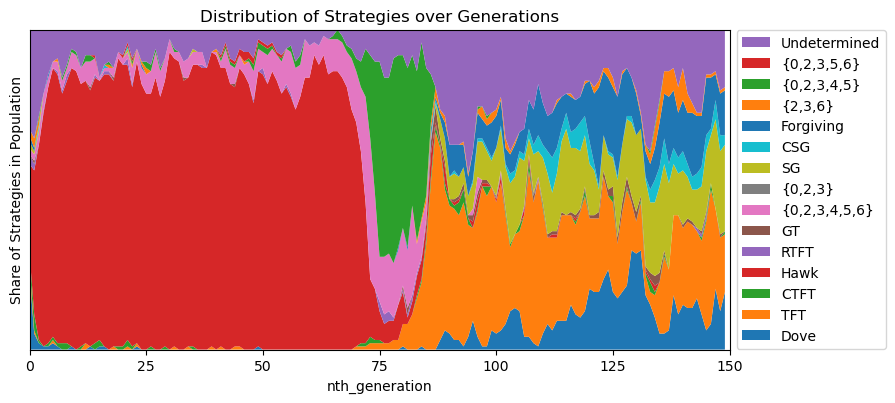 Distribution of Strategies over Generations
Share of Strategies in Population
0 25 50 75 100 125 150
nth_generation
Undetermined
{0,2,3,5,6}
{0,2,3,4,5}
{2,3,6}
Forgiving
CSG
SG
{0,2,3}
{0,2,3,4,5,6}
GT
RTFT
Hawk
CTFT
TFT
Dove